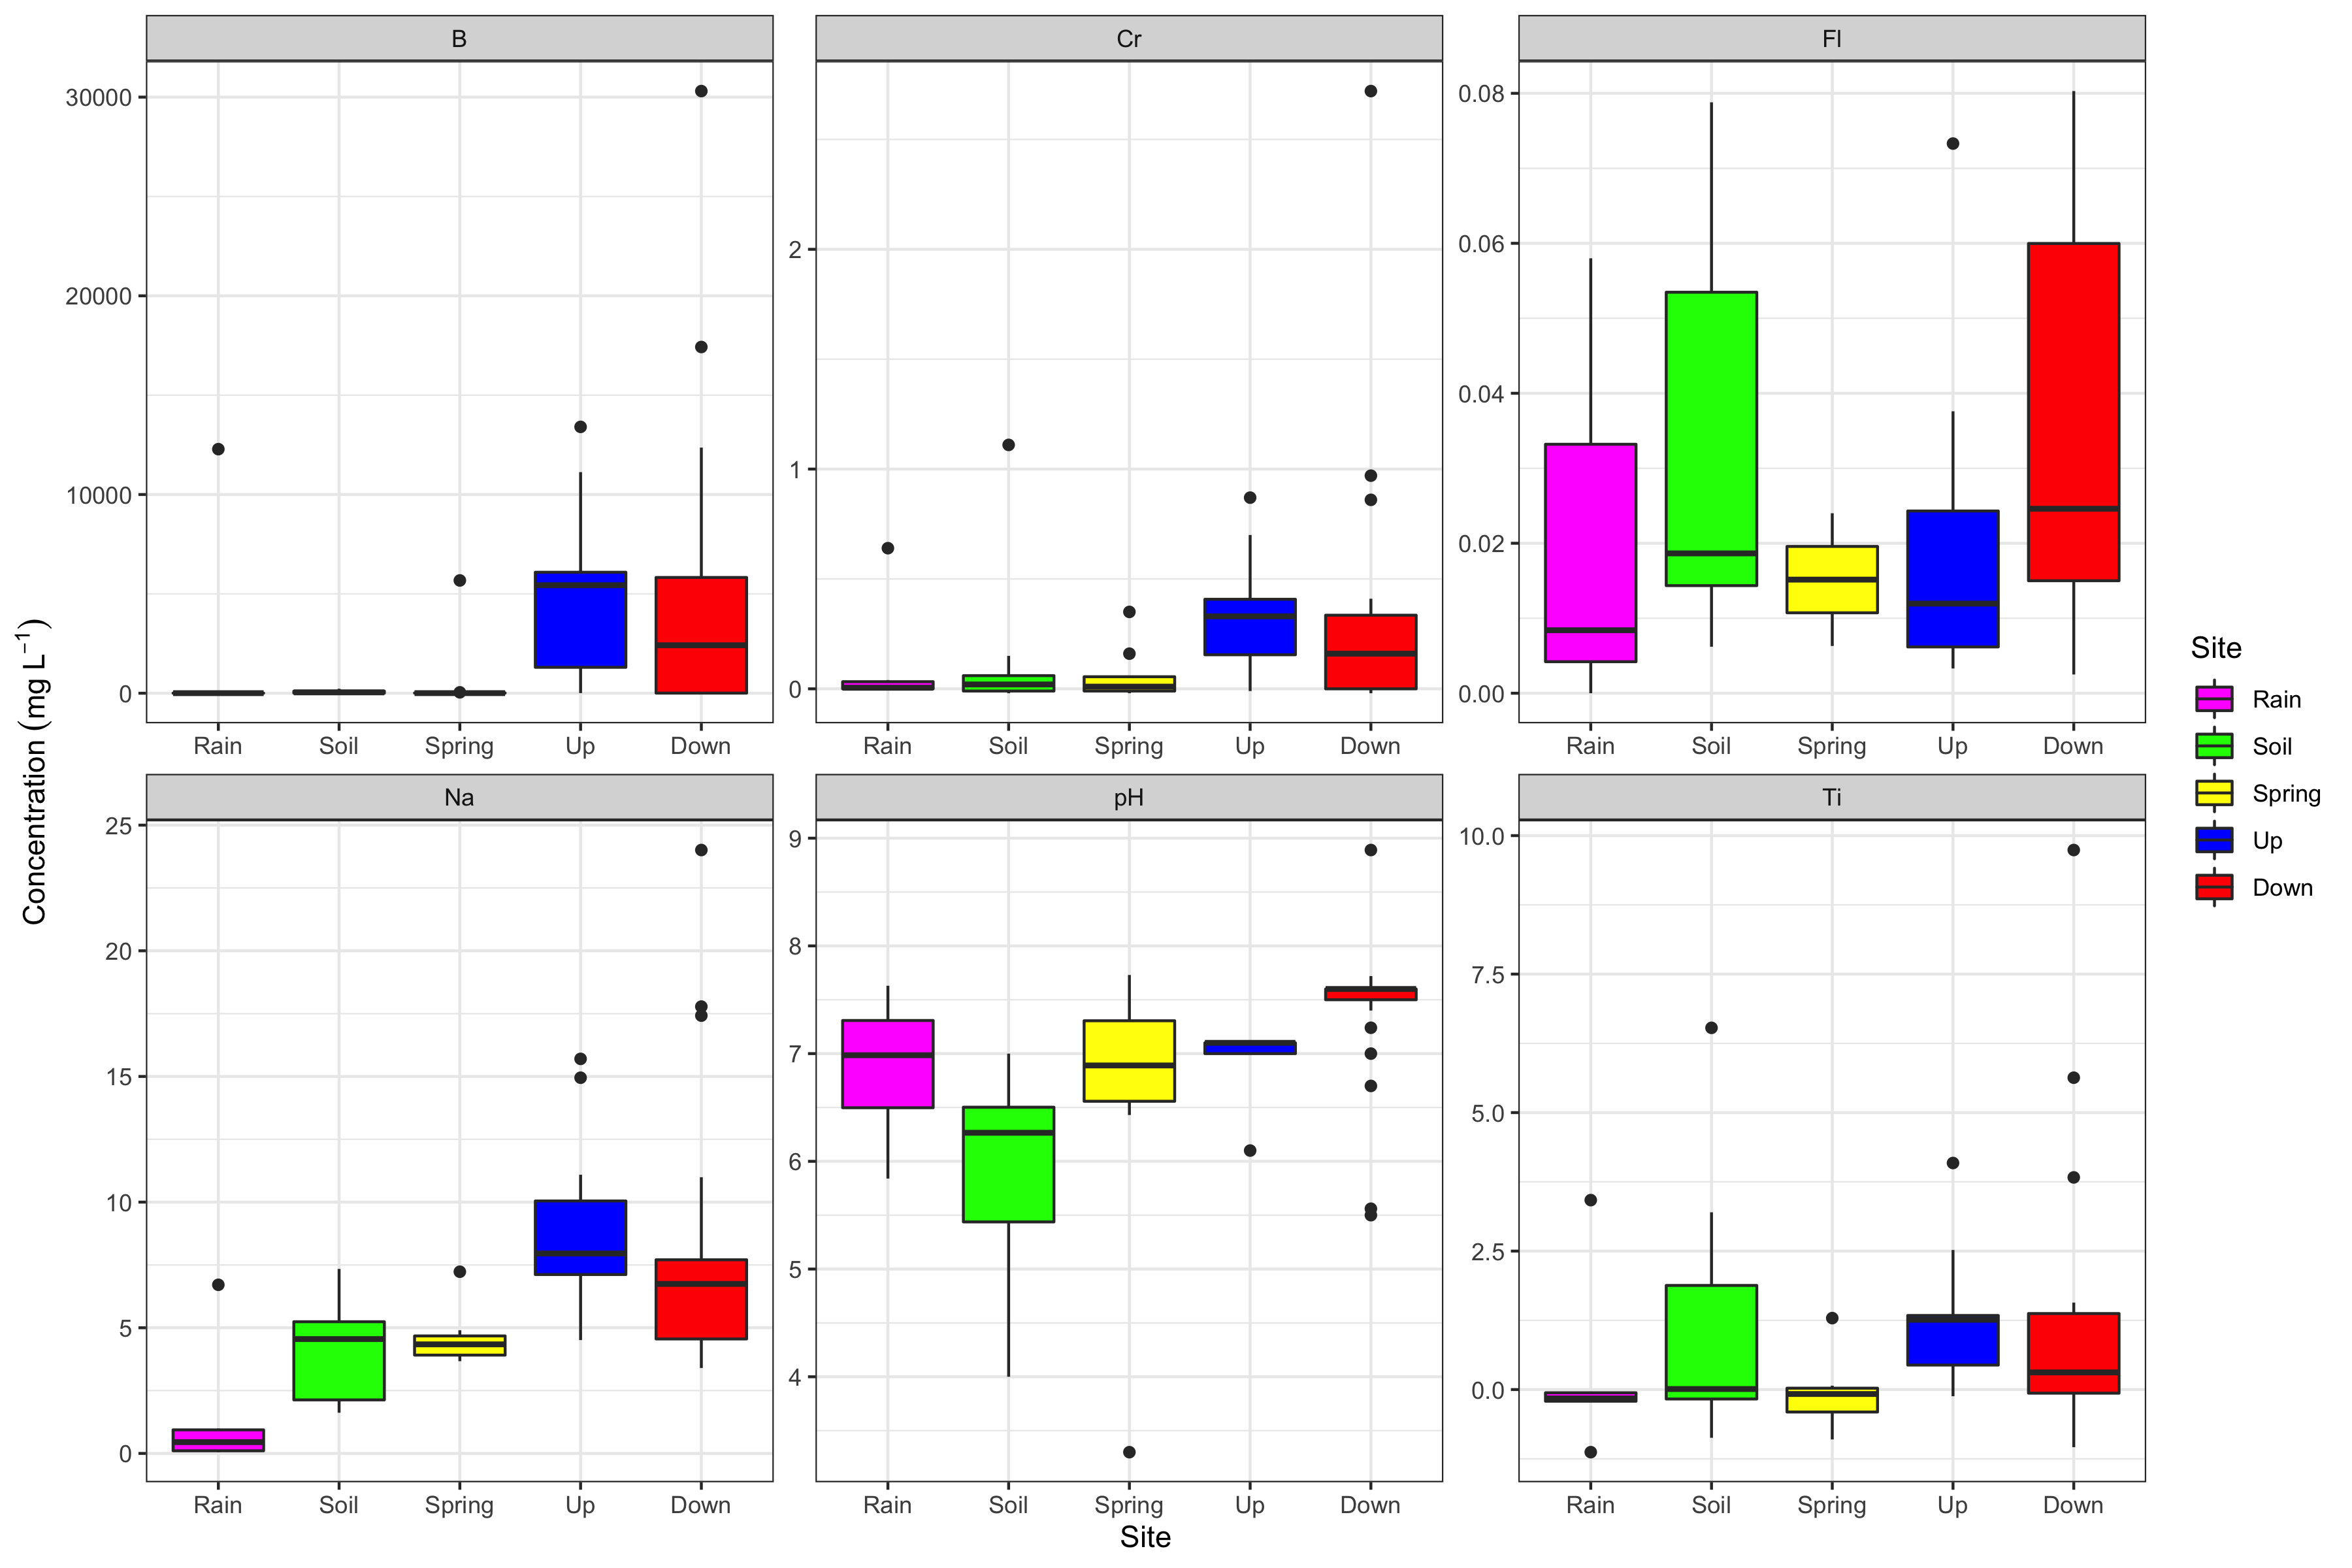 B
Cr
Fl
30000
20000
10000
0
2
1
0
0.08
0.06
0.04
0.02
0.00
Rain Soil Spring Up Down
Rain Soil Spring Up Down
Rain Soil Spring Up Down
Concentration (mg L⁻¹)
Na
pH
Ti
25
20
15
10
5
0
9
8
7
6
5
4
10.0
7.5
5.0
2.5
0.0
Rain Soil Spring Up Down
Rain Soil Spring Up Down
Rain Soil Spring Up Down
Site
Site
Rain
Soil
Spring
Up
Down